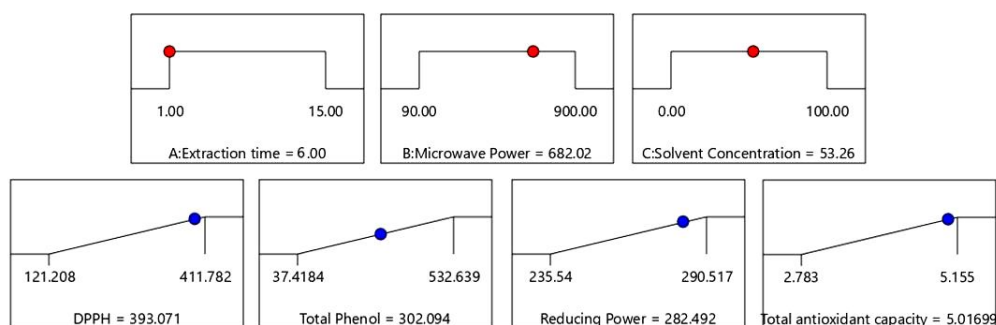 1.00 15.00
A:Extraction time = 6.00
90.00 900.00
B:Microwave Power = 682.02
0.00 100.00
C:Solvent Concentration = 53.26
121.208 411.782
DPPH = 393.071
37.4184 532.639
Total Phenol = 302.094
235.54 290.517
Reducing Power = 282.492
2.783 5.155
Total antioxidant capacity = 5.01699